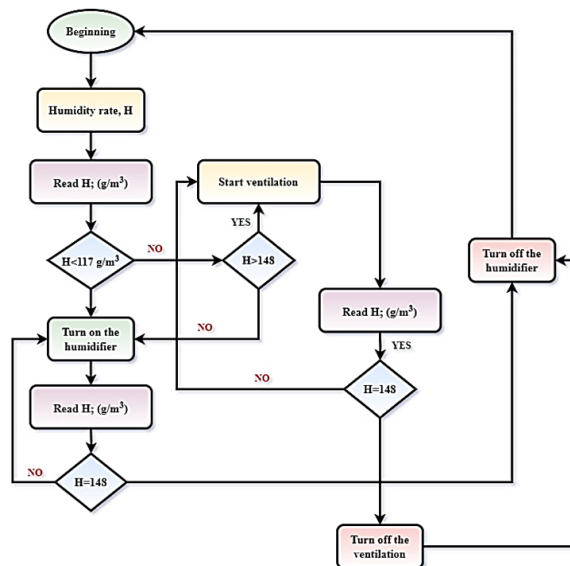 Beginning
Humidity rate, H
Read H; (g/m³)
Start ventilation
YES
H<117 g/m³
NO
H>148
Turn off the
humidifier
Read H; (g/m³)
Turn on the
humidifier
NO
YES
Read H; (g/m³)
NO
H=148
NO
H=148
Turn off the
ventilation